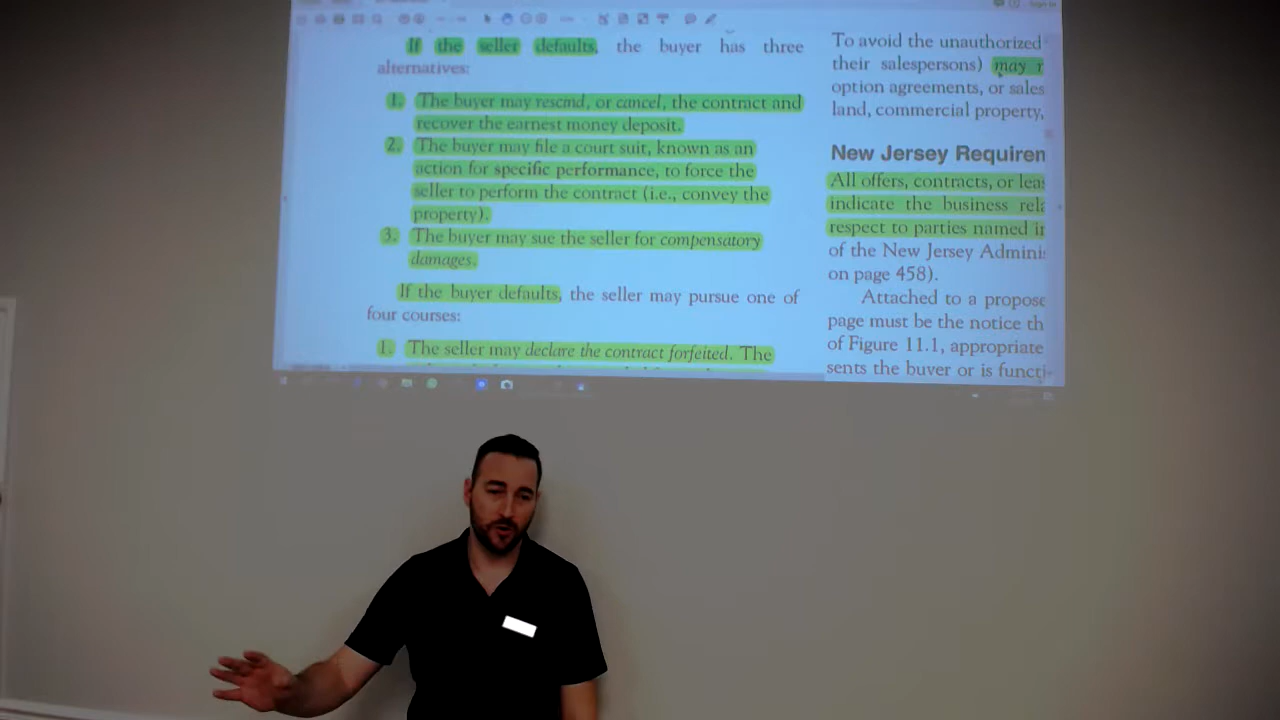 Sign In
If the seller defaults, the buyer has three
alternatives:
1. The buyer may rescind, or cancel, the contract and
recover the earnest money deposit.
2. The buyer may file a court suit, known as an
action for specific performance, to force the
seller to perform the contract (i.e., convey the
property).
3. The buyer may sue the seller for compensatory
damages.
If the buyer defaults, the seller may pursue one of
four courses:
1. The seller may declare the contract forfeited. The
To avoid the unauthorized
their salespersons) may
option agreements, or sales
land, commercial property,
New Jersey Requiren
All offers, contracts, or lea
indicate the business rela
respect to parties named in
of the New Jersey Adminis
on page 458).
Attached to a propose
page must be the notice th
of Figure 11.1, appropriate
sents the buyer or is functi